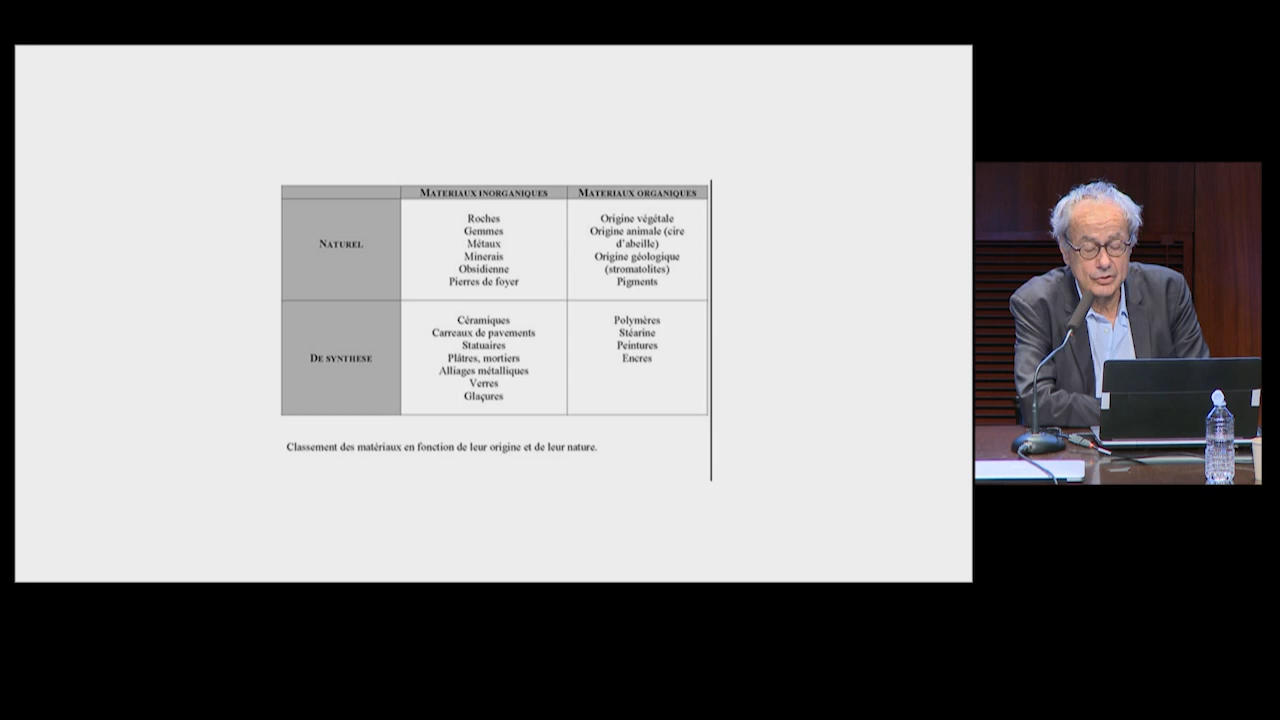 MATERIAUX INORGANIQUES
MATERIAUX ORGANIQUES
NATUREL
Roches
Gemmes
Métaux
Minerais
Obsidienne
Pierres de foyer
Origine végétale
Origine animale (cire
d'abeille)
Origine géologique
(stromatolites)
Pigments
DE SYNTHESE
Céramiques
Carreaux de pavements
Statuaires
Plâtres, mortiers
Alliages métalliques
Verres
Glaçures
Polymères
Stéarine
Peintures
Encres
Classement des matériaux en fonction de leur origine et de leur nature.